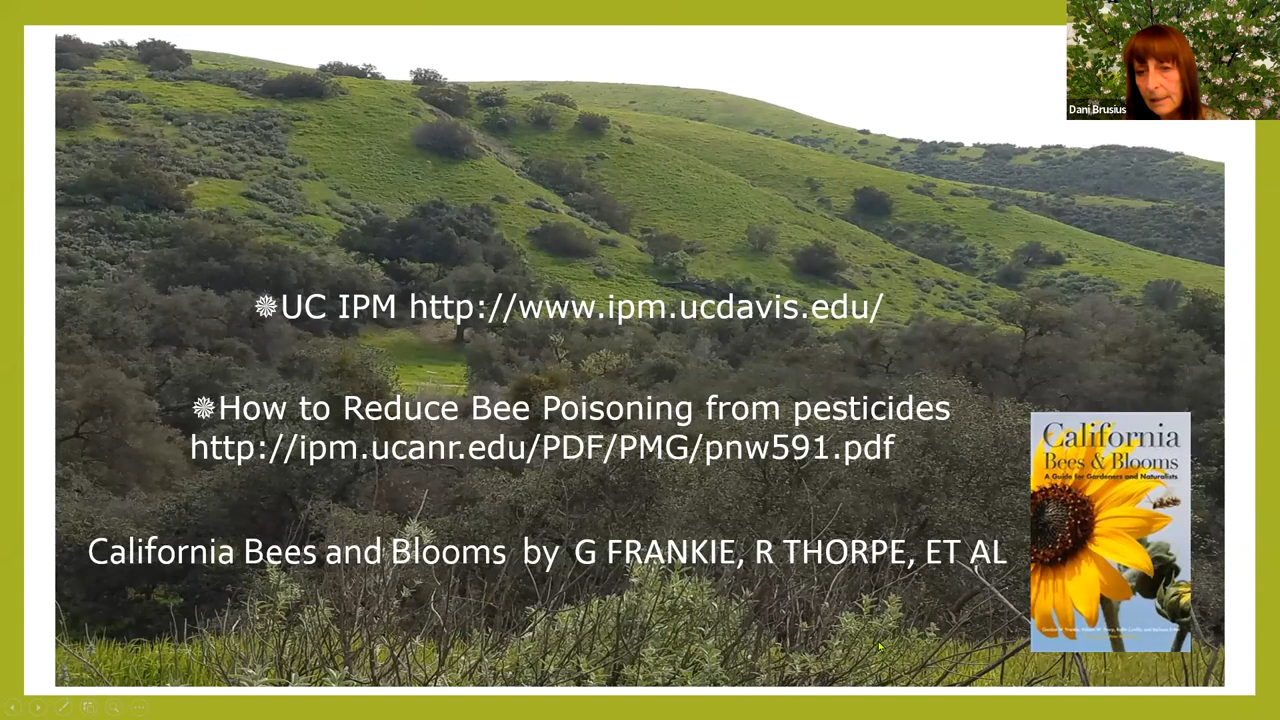 Dani Brusius
❋UC IPM http://www.ipm.ucdavis.edu/
❋How to Reduce Bee Poisoning from pesticides
http://ipm.ucanr.edu/PDF/PMG/pnw591.pdf
California Bees and Blooms by G FRANKIE, R THORPE, ET AL
California
Bees & Blooms
A Guide for Gardeners and Naturalists